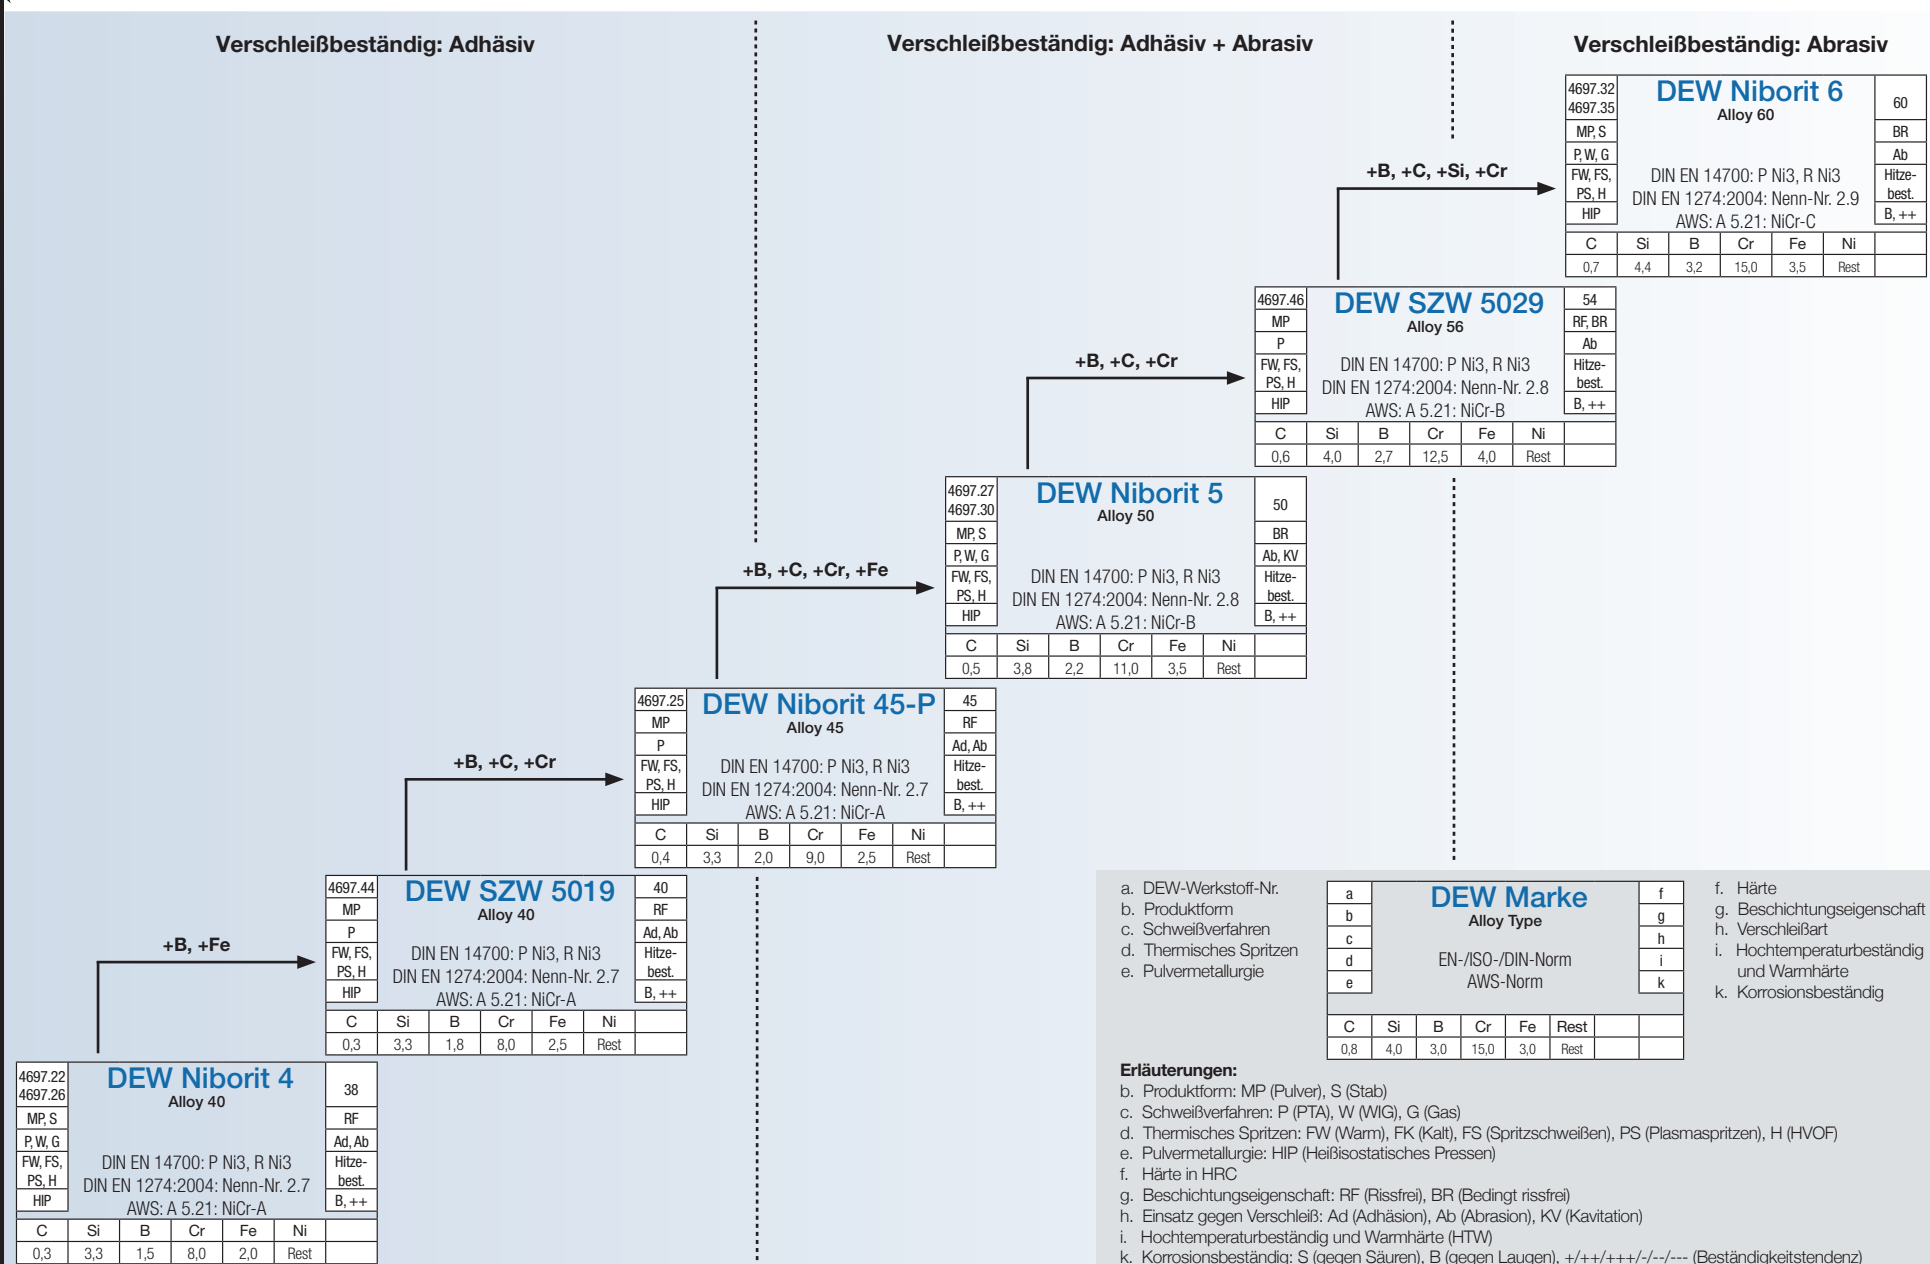 Verschleißbeständig: Adhäsiv
Verschleißbeständig: Adhäsiv + Abrasiv
Verschleißbeständig: Abrasiv
4697.32
4697.35
DEW Niborit 6
Alloy 60
60
MP, S
BR
P, W, G
Ab
FW, FS,
PS, H
DIN EN 14700: P Ni3, R Ni3
Hitze-
best.
DIN EN 1274:2004: Nenn-Nr. 2.9
HIP
AWS: A 5.21: NiCr-C
B, ++
C Si B Cr Fe Ni
0,7 4,4 3,2 15,0 3,5 Rest
+B, +C, +Si, +Cr
4697.46
DEW SZW 5029
Alloy 56
54
MP
RF, BR
P
Ab
FW, FS,
PS, H
DIN EN 14700: P Ni3, R Ni3
Hitze-
best.
DIN EN 1274:2004: Nenn-Nr. 2.8
HIP
AWS: A 5.21: NiCr-B
B, ++
C Si B Cr Fe Ni
0,6 4,0 2,7 12,5 4,0 Rest
+B, +C, +Cr
4697.27
4697.30
DEW Niborit 5
Alloy 50
50
MP, S
BR
P, W, G
Ab, KV
FW, FS,
PS, H
DIN EN 14700: P Ni3, R Ni3
Hitze-
best.
DIN EN 1274:2004: Nenn-Nr. 2.8
HIP
AWS: A 5.21: NiCr-B
B, ++
C Si B Cr Fe Ni
0,5 3,8 2,2 11,0 3,5 Rest
+B, +C, +Cr, +Fe
4697.25
DEW Niborit 45-P
Alloy 45
45
MP
RF
P
Ad, Ab
FW, FS,
PS, H
DIN EN 14700: P Ni3, R Ni3
Hitze-
best.
DIN EN 1274:2004: Nenn-Nr. 2.7
HIP
AWS: A 5.21: NiCr-A
B, ++
C Si B Cr Fe Ni
0,4 3,3 2,0 9,0 2,5 Rest
+B, +C, +Cr
4697.44
DEW SZW 5019
Alloy 40
40
MP
RF
P
Ad, Ab
FW, FS,
PS, H
DIN EN 14700: P Ni3, R Ni3
Hitze-
best.
DIN EN 1274:2004: Nenn-Nr. 2.7
HIP
AWS: A 5.21: NiCr-A
B, ++
C Si B Cr Fe Ni
0,3 3,3 1,8 8,0 2,5 Rest
+B, +Fe
4697.22
4697.26
DEW Niborit 4
Alloy 40
38
MP, S
RF
P, W, G
Ad, Ab
FW, FS,
PS, H
DIN EN 14700: P Ni3, R Ni3
Hitze-
best.
DIN EN 1274:2004: Nenn-Nr. 2.7
HIP
AWS: A 5.21: NiCr-A
B, ++
C Si B Cr Fe Ni
0,3 3,3 1,5 8,0 2,0 Rest
a. DEW-Werkstoff-Nr.
b. Produktform
c. Schweißverfahren
d. Thermisches Spritzen
e. Pulvermetallurgie
a
b
c
d
e
DEW Marke
Alloy Type
EN-/ISO-/DIN-Norm
AWS-Norm
f
g
h
i
k
C Si B Cr Fe Rest
0,8 4,0 3,0 15,0 3,0 Rest
f. Härte
g. Beschichtungseigenschaft
h. Verschleißart
i. Hochtemperaturbeständig
und Warmhärte
k. Korrosionsbeständig
Erläuterungen:
b. Produktform: MP (Pulver), S (Stab)
c. Schweißverfahren: P (PTA), W (WIG), G (Gas)
d. Thermisches Spritzen: FW (Warm), FK (Kalt), FS (Spritzschweißen), PS (Plasmaspritzen), H (HVOF)
e. Pulvermetallurgie: HIP (Heißisostatisches Pressen)
f. Härte in HRC
g. Beschichtungseigenschaft: RF (Rissfrei), BR (Bedingt rissfrei)
h. Einsatz gegen Verschleiß: Ad (Adhäsion), Ab (Abrasion), KV (Kavitation)
i. Hochtemperaturbeständig und Warmhärte (HTW)
k. Korrosionsbeständig: S (gegen Säuren), B (gegen Laugen), +/++/+++/-/--/--- (Beständigkeitstendenz)